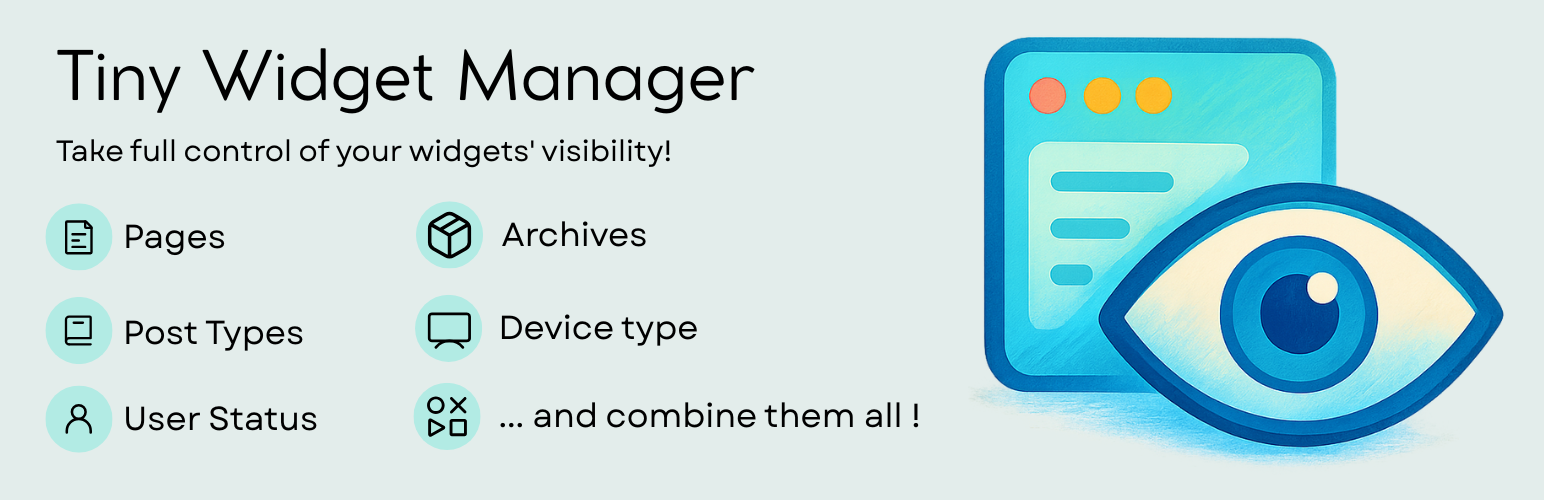 Tiny Widget Manager
Take full control of your widgets' visibility!
Pages
Archives
Post Types
Device type
User Status
... and combine them all !